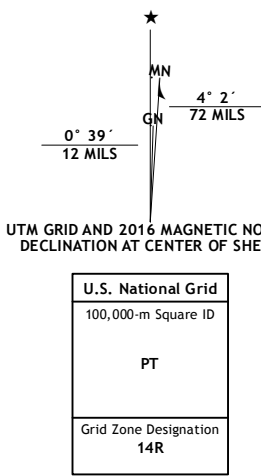 ★
MN
GN
4° 2´
72 MILS
0° 39´
12 MILS
UTM GRID AND 2016 MAGNETIC NO
DECLINATION AT CENTER OF SHE
U.S. National Grid
100,000-m Square ID
PT
Grid Zone Designation
14R